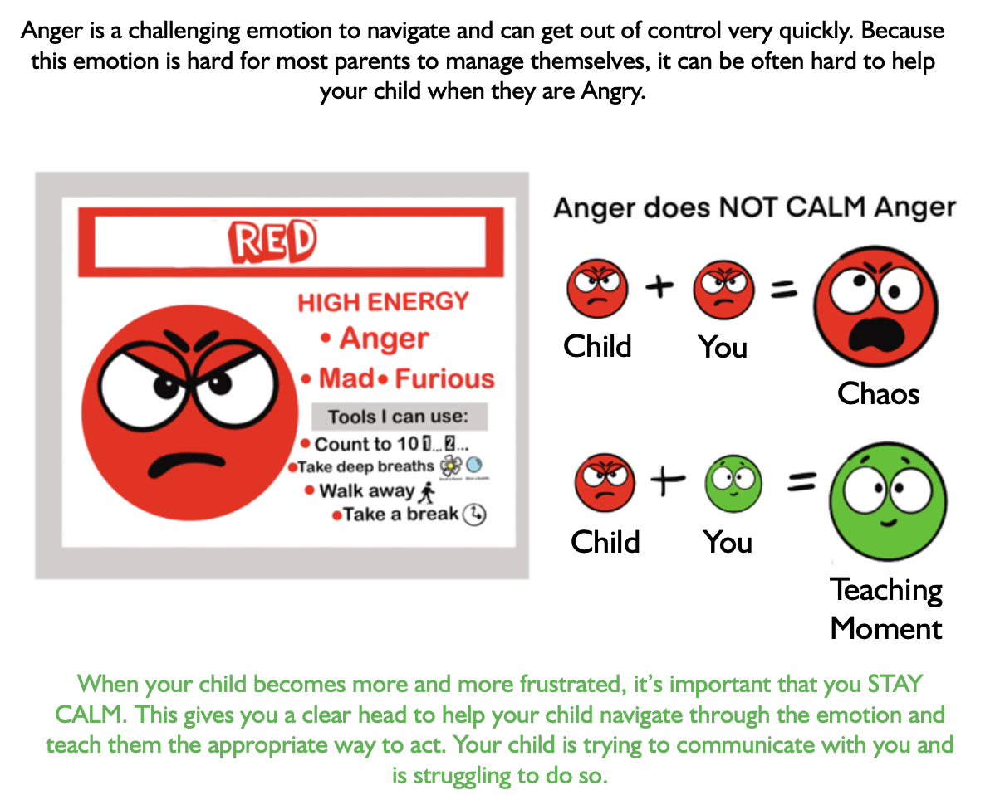 Anger is a challenging emotion to navigate and can get out of control very quickly. Because
this emotion is hard for most parents to manage themselves, it can be often hard to help
your child when they are Angry.
RED
HIGH ENERGY
• Anger
• Mad • Furious
Tools I can use:
• Count to 10 1... 2...
• Take deep breaths
• Walk away
• Take a break
Anger does NOT CALM Anger
+ =
Child You
Chaos
+ =
Child You
Teaching
Moment
When your child becomes more and more frustrated, it’s important that you STAY
CALM. This gives you a clear head to help your child navigate through the emotion and
teach them the appropriate way to act. Your child is trying to communicate with you and
is struggling to do so.